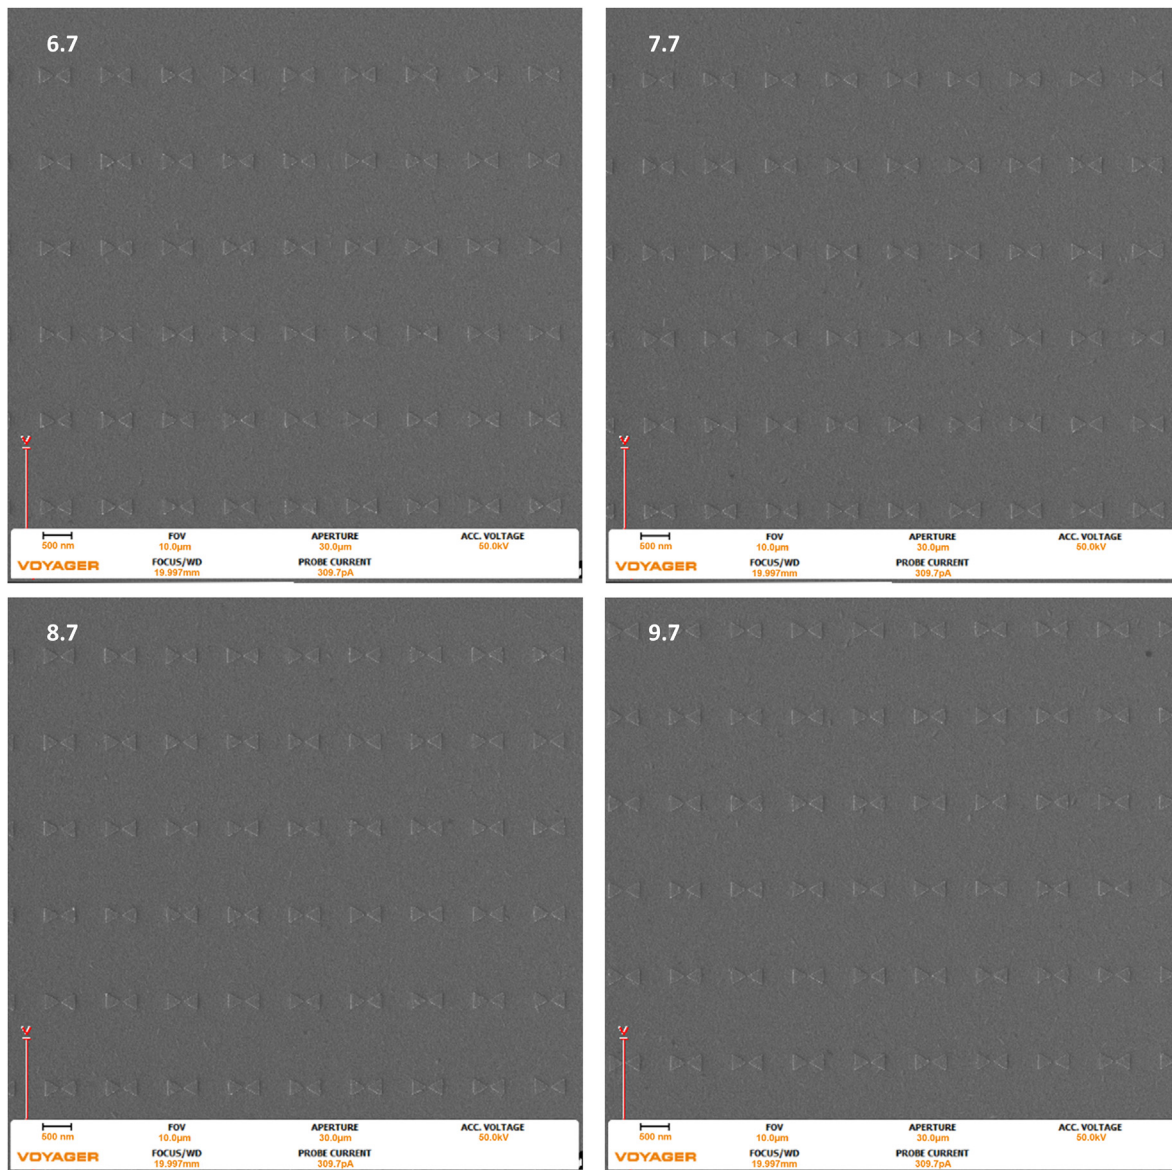 6.7
500 nm
FOV
10.0µm
APERTURE
30.0µm
ACC. VOLTAGE
50.0kV
VOYAGER
FOCUS/WD
19.997mm
PROBE CURRENT
309.7pA
7.7
500 nm
FOV
10.0µm
APERTURE
30.0µm
ACC. VOLTAGE
50.0kV
VOYAGER
FOCUS/WD
19.997mm
PROBE CURRENT
309.7pA
8.7
500 nm
FOV
10.0µm
APERTURE
30.0µm
ACC. VOLTAGE
50.0kV
VOYAGER
FOCUS/WD
19.997mm
PROBE CURRENT
309.7pA
9.7
600 nm
FOV
10.0µm
APERTURE
30.0µm
ACC. VOLTAGE
50.0kV
VOYAGER
FOCUS/WD
19.997mm
PROBE CURRENT
309.7pA